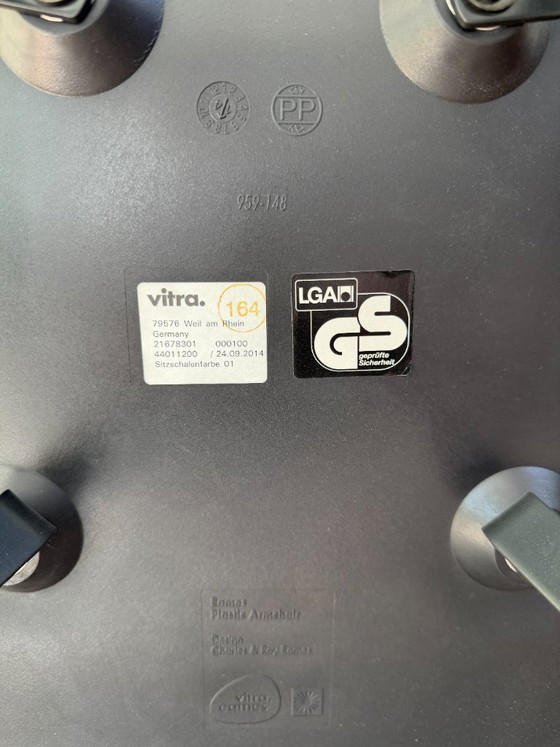 PP
959-148
vitra.
164
79576 Weil am Rhein
Germany
21678301 000100
44011200 / 24.09.2014
Sitzschalenfarbe 01
LGA
GS
geprüfte
Sicherheit
Eames
Plastic Armchair
Design
Charles & Ray Eames
vitra.
eames